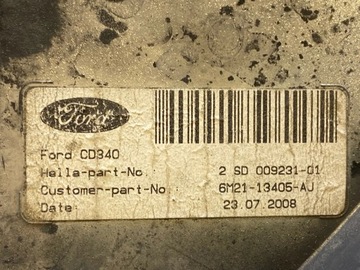 Ford
Ford CD340
Hella-part-No 2 SD 009231-01
Customer-part-No 6M21-13405-AJ
Date 23.07.2008